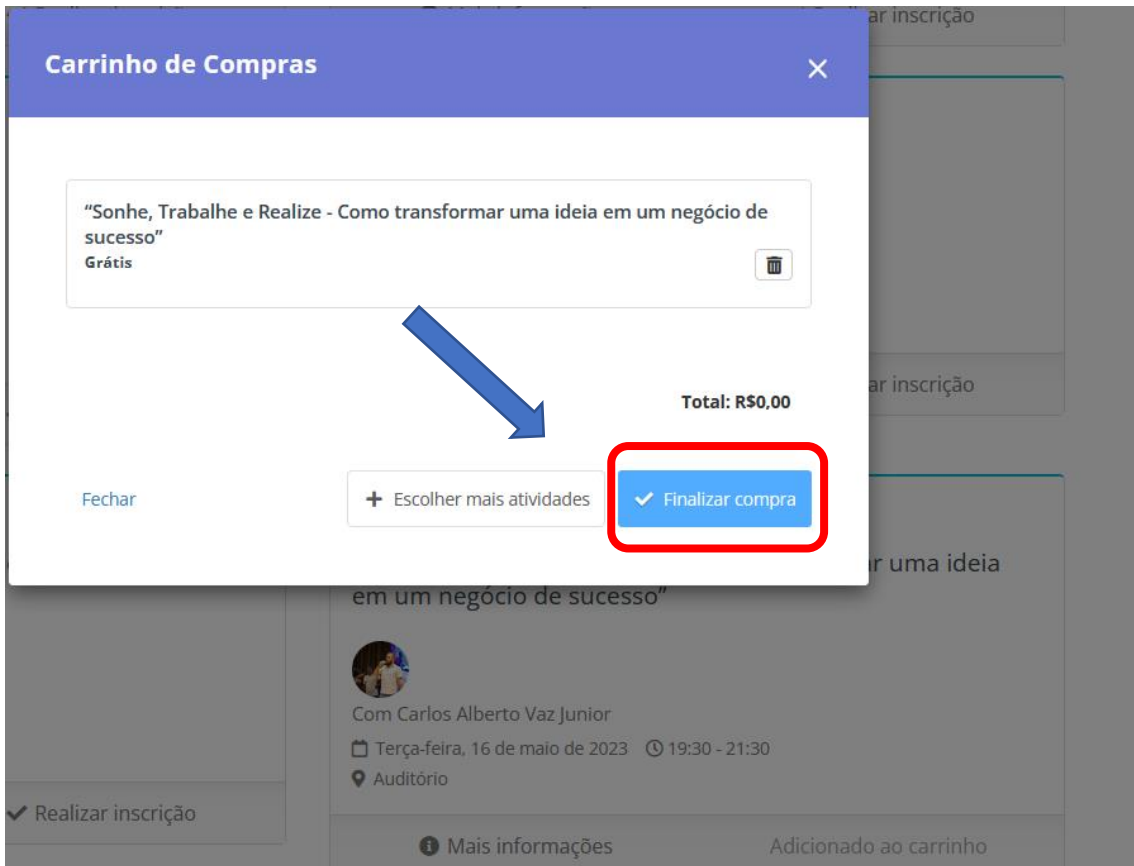 ar inscrição
Carrinho de Compras
“Sonhe, Trabalhe e Realize - Como transformar uma ideia em um negócio de
sucesso”
Grátis
Total: R$0,00
ar inscrição
Fechar
+ Escolher mais atividades
Finalizar compra
r uma ideia
em um negócio de sucesso”
Com Carlos Alberto Vaz Junior
Terça-feira, 16 de maio de 2023 19:30 - 21:30
Auditório
Realizar inscrição
Mais informações
Adicionado ao carrinho